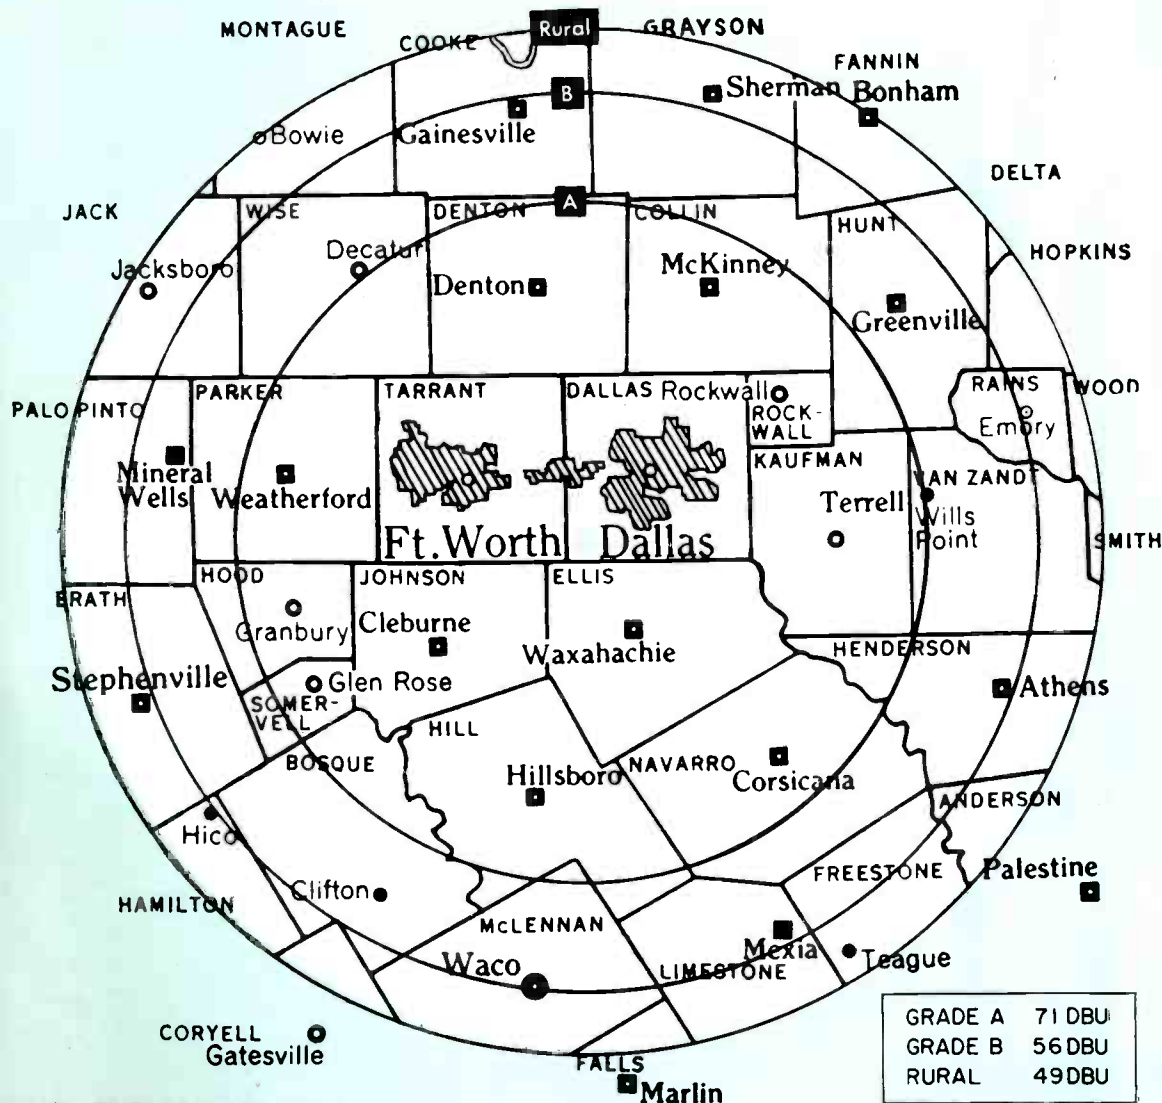 MONTAGUE
COOKE
Rural
GRAYSON
FANNIN
B
Sherman
Bonham
Bowie
Gainesville
DELTA
JACK
WISE
DENTON
A
COLLIN
HUNT
HOPKINS
Decatur
Jacksboro
Denton
McKinney
Greenville
PALO PINTO
PARKER
TARRANT
DALLAS
Rockwall
RAINS
WOOD
ROCK-
WALL
Embry
KAUFMAN
Mineral
Wells
Weatherford
VAN ZANDT
Terrell
Wills
Point
Ft. Worth
Dallas
SMITH
HOOD
JOHNSON
ELLIS
ERATH
Granbury
Cleburne
Waxahachie
HENDERSON
Stephenville
Glen Rose
Athens
SOMER-
VELL
HILL
BOSQUE
Hillsboro
NAVARRO
Corsicana
ANDERSON
Hico
Clifton
FREESTONE
Palestine
HAMILTON
McLENNAN
Mexia
Teague
Waco
LIMESTONE
CORYELL
Gatesville
FALLS
Marlin
GRADE A 71 DBU
GRADE B 56 DBU
RURAL 49 DBU